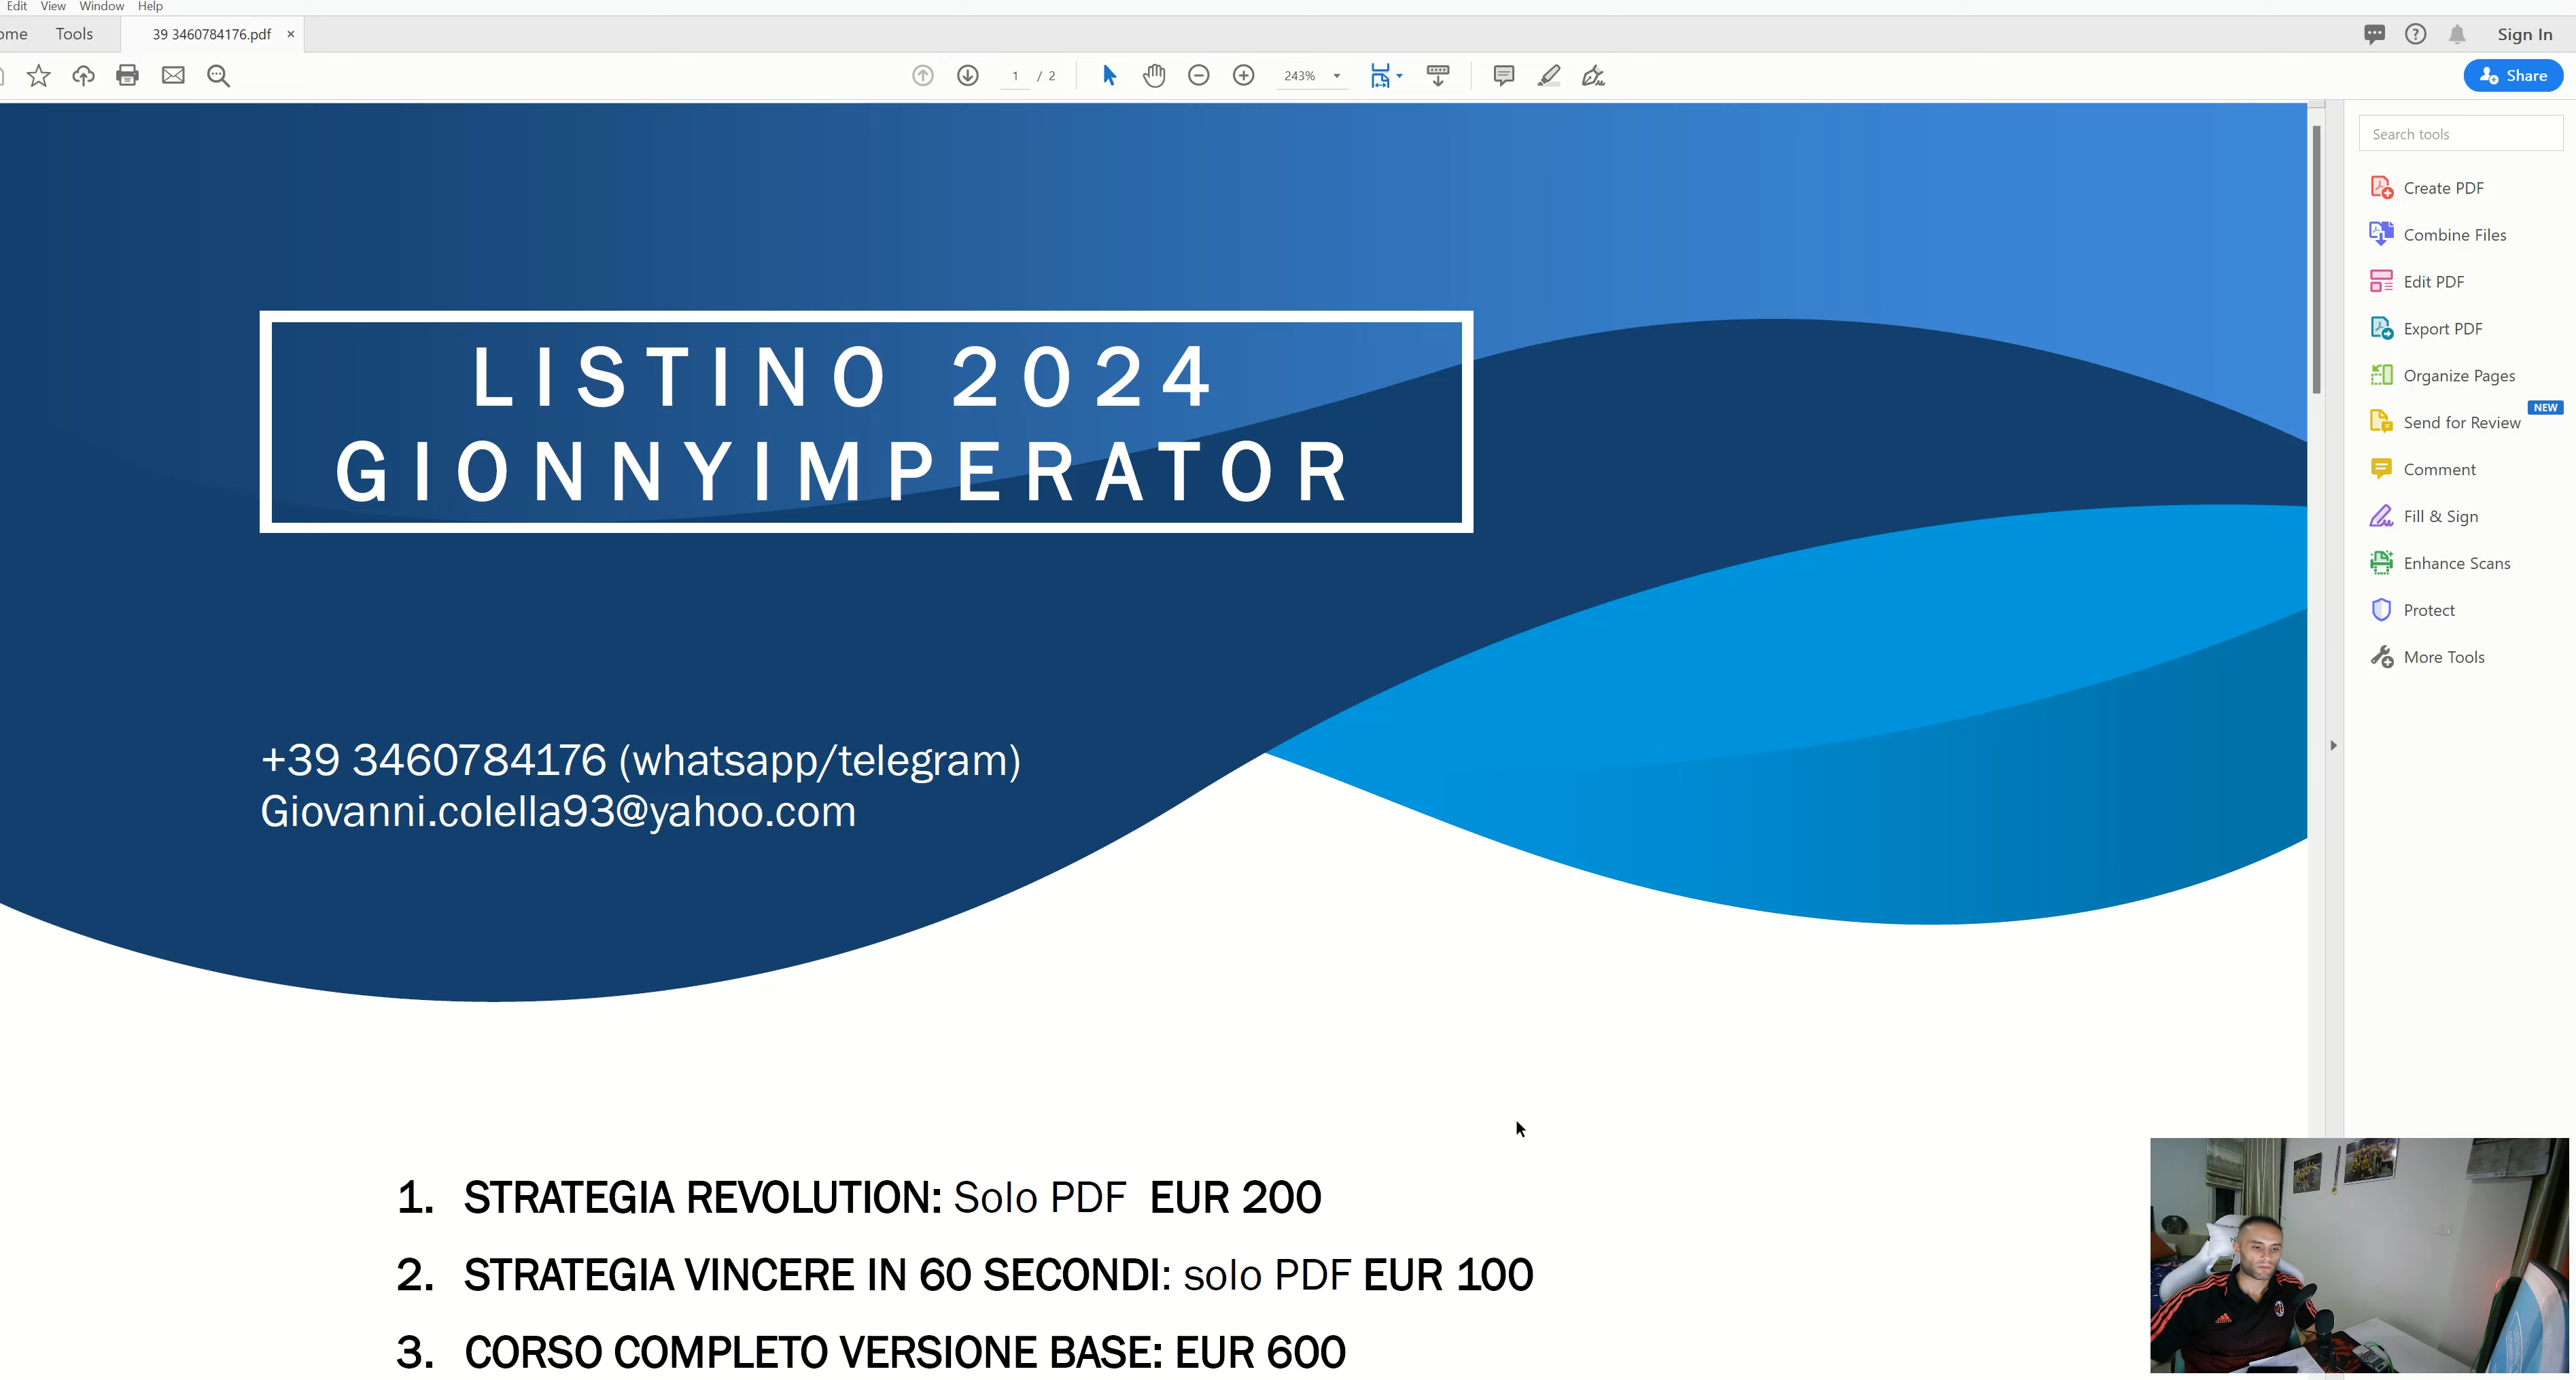 Edit View Window Help
ome Tools 39 3460784176.pdf × Sign In
1 / 2 243% Share
Search tools
Create PDF
Combine Files
Edit PDF
Export PDF
Organize Pages
NEW
Send for Review
Comment
Fill & Sign
Enhance Scans
Protect
More Tools
LISTINO 2024
GIONNYIMPERATOR
+39 3460784176 (whatsapp/telegram)
Giovanni.colella93@yahoo.com
1. STRATEGIA REVOLUTION: Solo PDF EUR 200
2. STRATEGIA VINCERE IN 60 SECONDI: solo PDF EUR 100
3. CORSO COMPLETO VERSIONE BASE: EUR 600